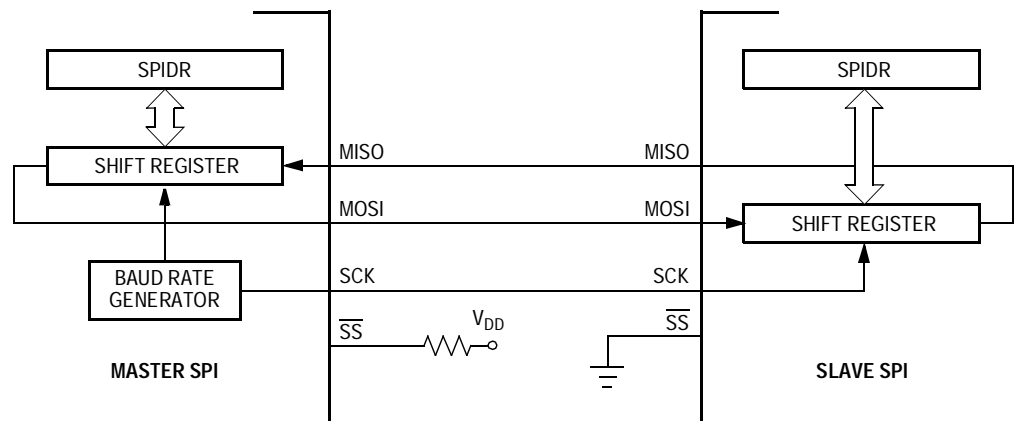 SPIDR
SPIDR
SHIFT REGISTER
MISO
MISO
MOSI
MOSI
SHIFT REGISTER
BAUD RATE
GENERATOR
SCK
SCK
SS
VDD
SS
MASTER SPI
SLAVE SPI